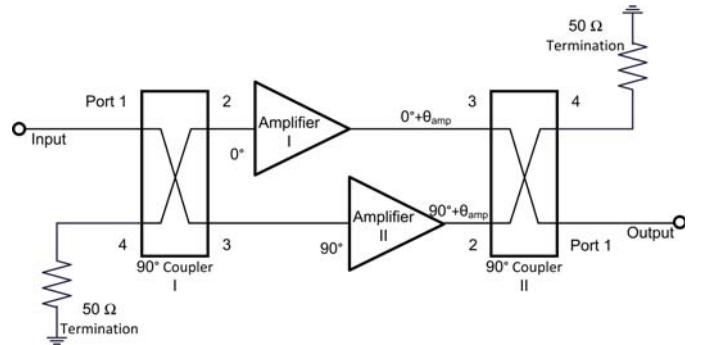 50 Ω
Termination
Port 1
2
3
4
Amplifier
I
0°+θamp
Input
0°
Amplifier
II
90°+θamp
Output
4
3
90°
2
Port 1
90° Coupler
I
90° Coupler
II
50 Ω
Termination